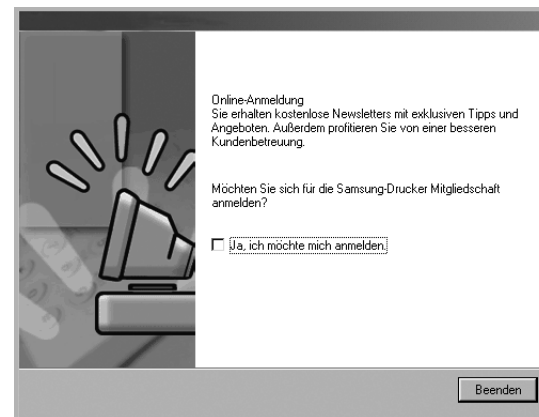 Online-Anmeldung
Sie erhalten kostenlose Newsletters mit exklusiven Tipps und
Angeboten. Außerdem profitieren Sie von einer besseren
Kundenbetreuung.
Möchten Sie sich für die Samsung-Drucker Mitgliedschaft
anmelden?
Ja, ich möchte mich anmelden.
Beenden